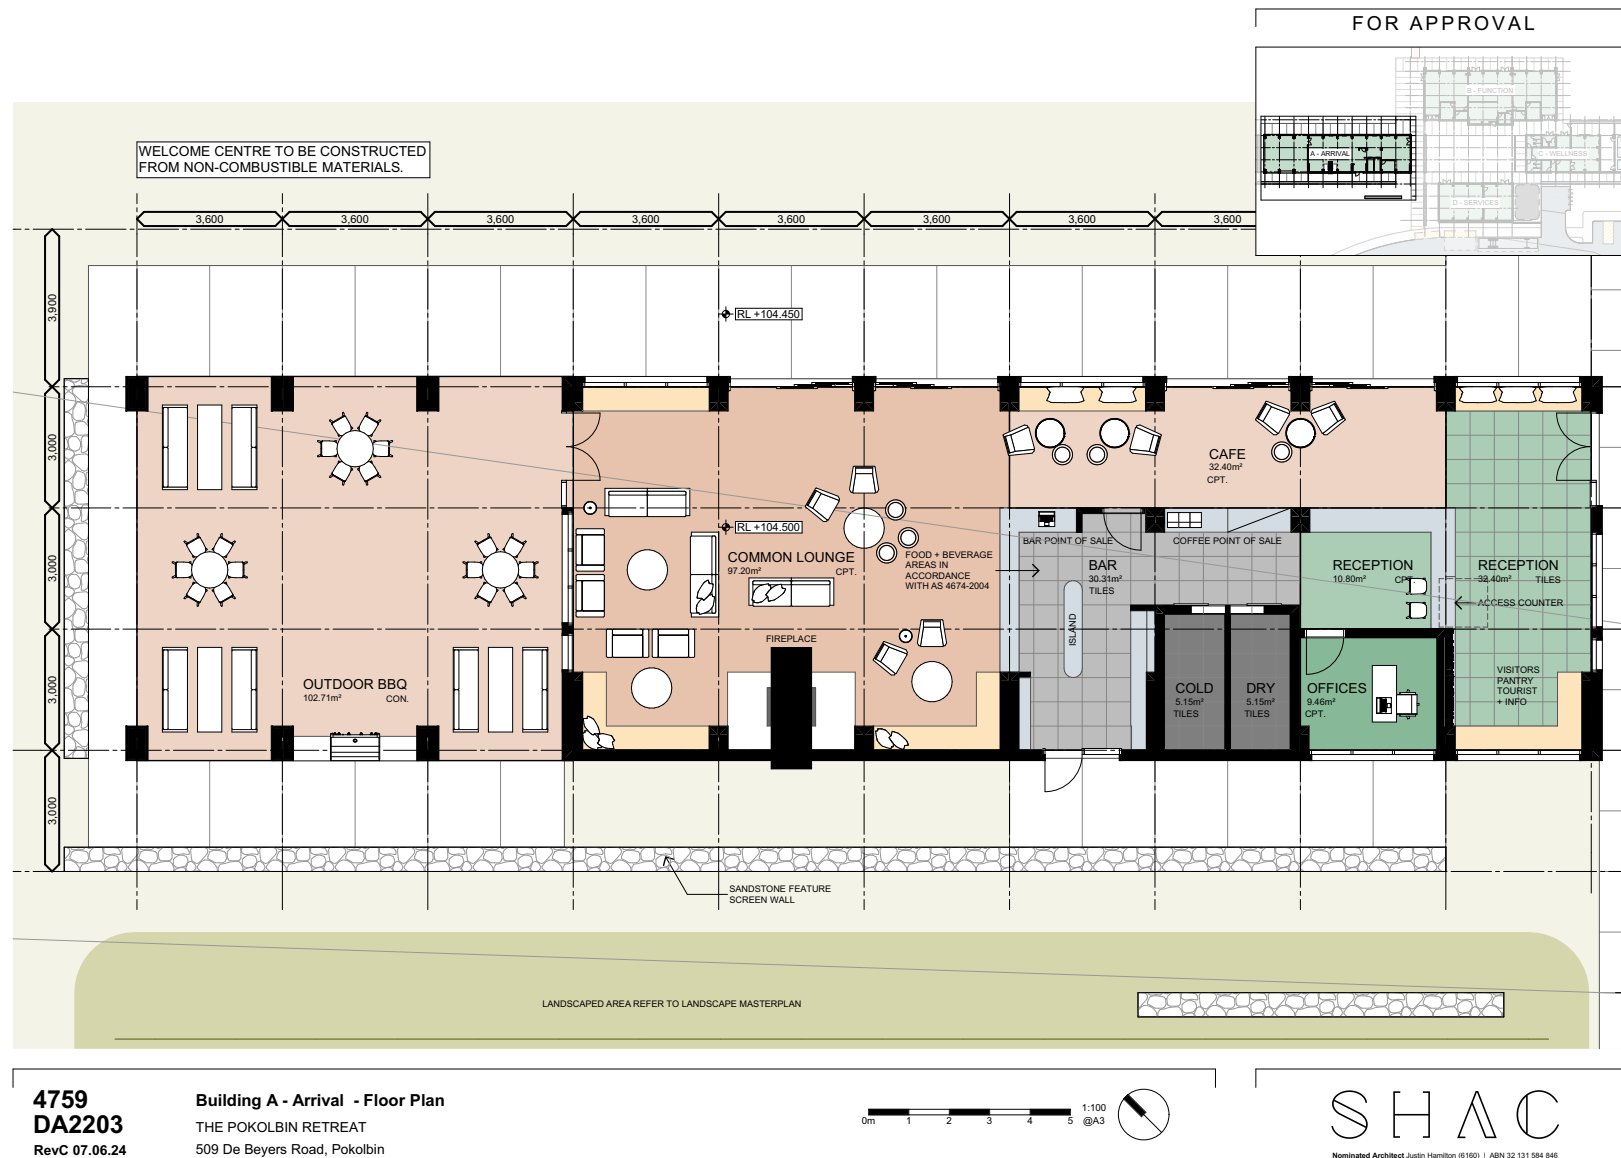 FOR APPROVAL
B - FUNCTION
A - ARRIVAL
C - WELLNESS
D - SERVICES
WELCOME CENTRE TO BE CONSTRUCTED
FROM NON-COMBUSTIBLE MATERIALS.
3,600
3,600
3,600
3,600
3,600
3,600
3,600
3,600
3,900
3,000
3,000
3,000
3,000
RL +104.450
RL +104.500
CAFE
32.40m²
CPT.
COMMON LOUNGE
97.20m²
CPT.
FOOD + BEVERAGE
AREAS IN
ACCORDANCE
WITH AS 4674-2004
BAR POINT OF SALE
COFFEE POINT OF SALE
BAR
30.31m²
TILES
ISLAND
RECEPTION
10.80m²
CPT.
RECEPTION
32.40m²
TILES
ACCESS COUNTER
FIREPLACE
OUTDOOR BBQ
102.71m²
CON.
COLD
5.15m²
TILES
DRY
5.15m²
TILES
OFFICES
9.46m²
CPT.
VISITORS
PANTRY
TOURIST
+ INFO
SANDSTONE FEATURE
SCREEN WALL
LANDSCAPED AREA REFER TO LANDSCAPE MASTERPLAN
4759
DA2203
RevC 07.06.24
Building A - Arrival - Floor Plan
THE POKOLBIN RETREAT
509 De Beyers Road, Pokolbin
0m 1 2 3 4 5
1:100
@A3
SHAC
Nominated Architect Justin Hamilton (6160) | ABN 32 131 584 846